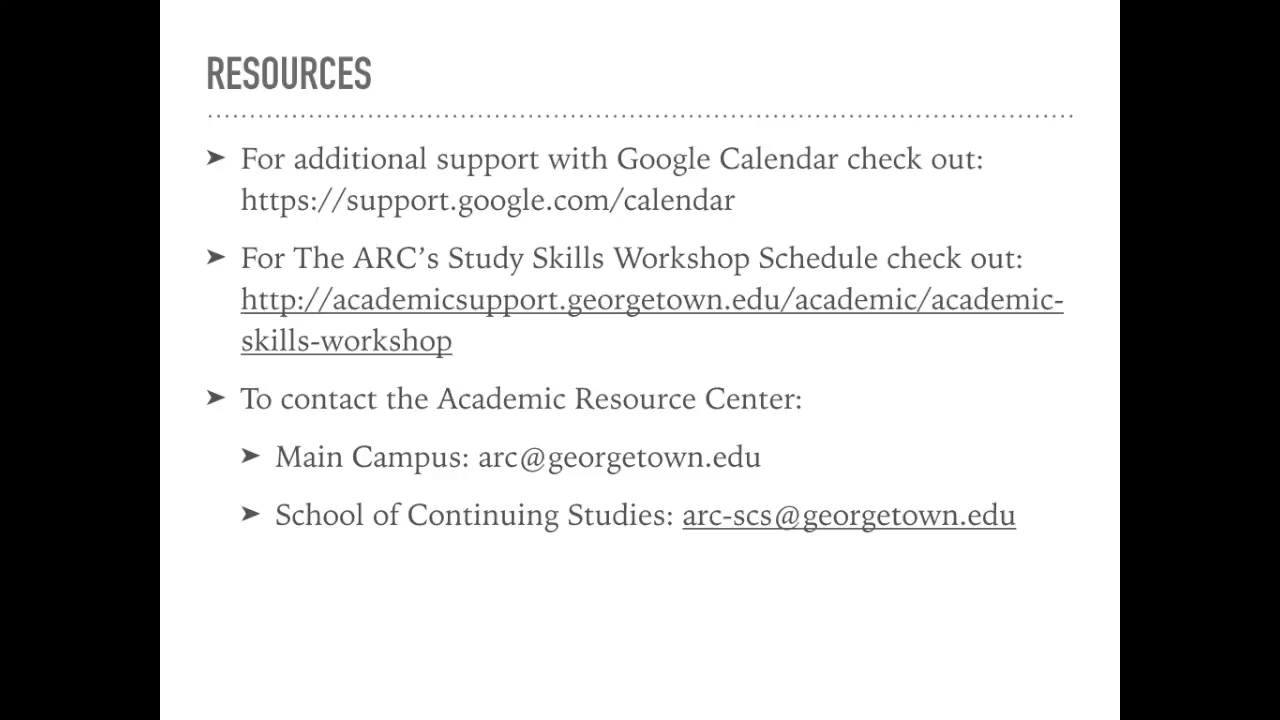 RESOURCES
➤ For additional support with Google Calendar check out:
https://support.google.com/calendar
➤ For The ARC’s Study Skills Workshop Schedule check out:
http://academicsupport.georgetown.edu/academic/academic-
skills-workshop
➤ To contact the Academic Resource Center:
➤ Main Campus: arc@georgetown.edu
➤ School of Continuing Studies: arc-scs@georgetown.edu